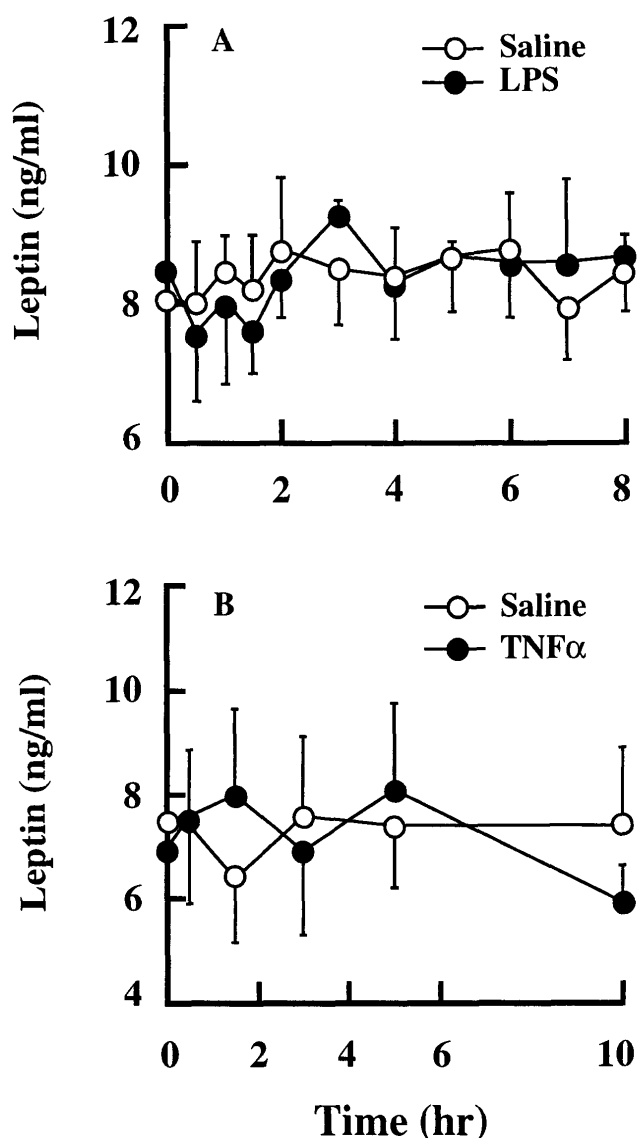 12
A
Saline
LPS
10
Leptin (ng/ml)
8
6
0 2 4 6 8
12
B
Saline
TNFα
10
Leptin (ng/ml)
8
6
4
0 2 4 6 10
Time (hr)